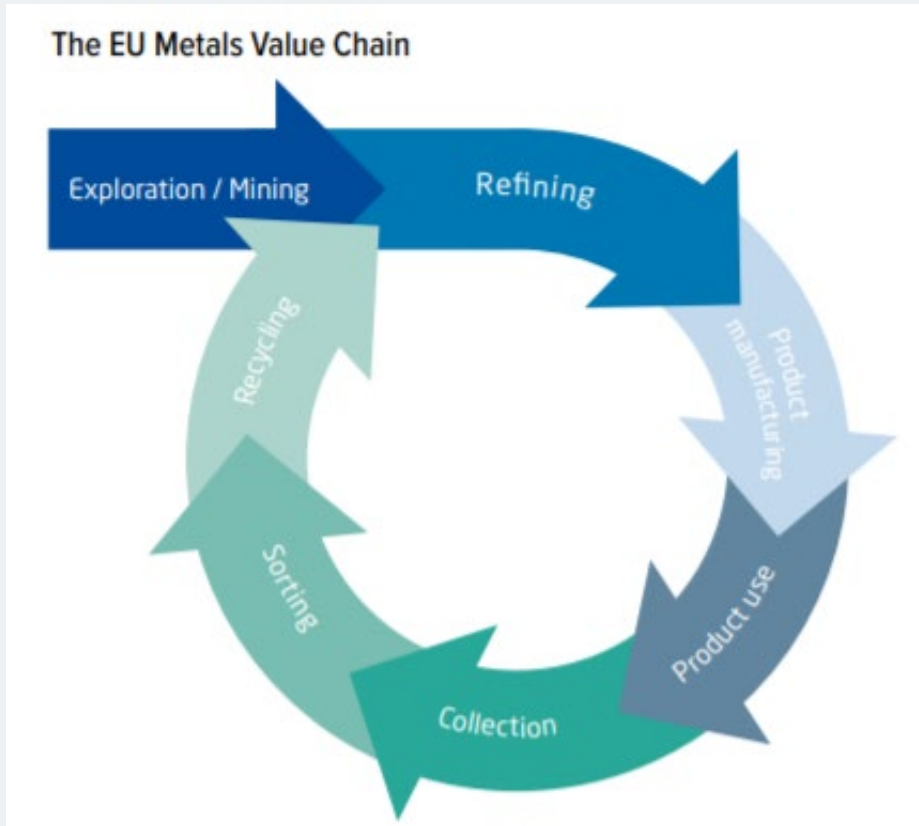 The EU Metals Value Chain
Exploration / Mining
Refining
Product
manufacturing
Product use
Collection
Sorting
Recycling